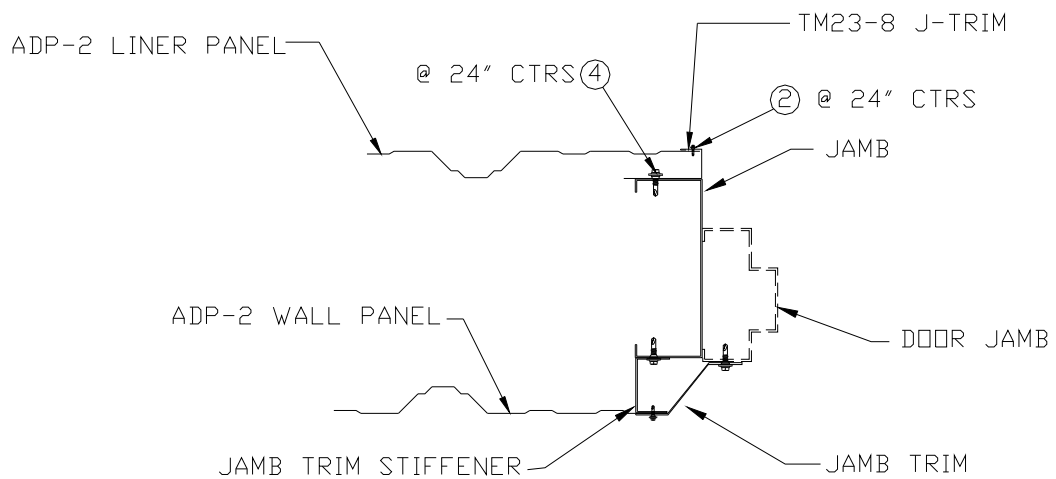 TM23-8 J-TRIM
ADP-2 LINER PANEL
@ 24" CTRS 4
2 @ 24" CTRS
JAMB
ADP-2 WALL PANEL
DOOR JAMB
JAMB TRIM STIFFENER
JAMB TRIM